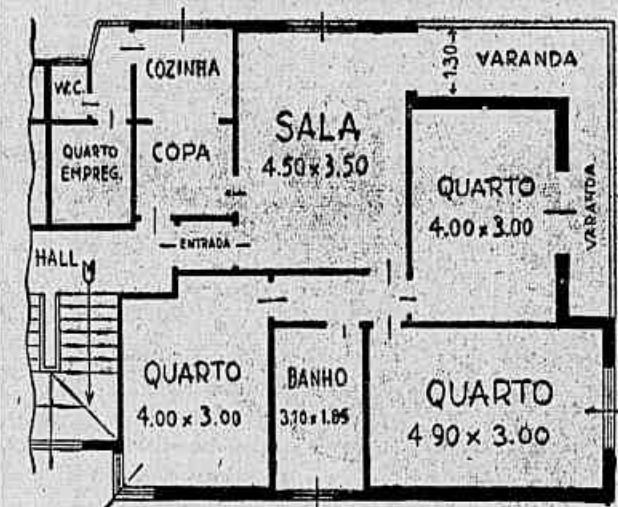 COZINHA
W.C.
QUARTO
EMPREG.
COPA
ENTRADA
HALL
SALA
4.50 x 3.50
1.30
VARANDA
QUARTO
4.00 x 3.00
VARANDA
QUARTO
4.00 x 3.00
BANHO
3.10 x 1.85
QUARTO
4 90 x 3.00